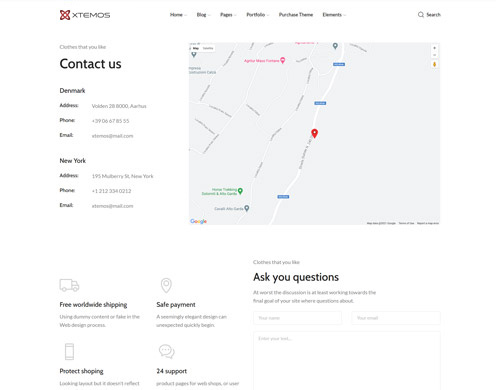 XTEMOS
Home
Blog
Pages
Portfolio
Purchase Theme
Elements
Search
Clothes that you like
Contact us
Denmark
Address: Volden 28 8000, Aarhus
Phone: +39 06 67 85 55
Email: xtemos@mail.com
New York
Address: 195 Mulberry St, New York
Phone: +1 212 334 0212
Email: xtemos@mail.com
Map
Google
Free worldwide shipping
Using dummy content or fake in the
Web design process.
Safe payment
A seemingly elegant design can
unexpected quickly begin.
Protect shoping
Looking layout but it doesn't reflect
24 support
product pages for web shops, or user
Clothes that you like
Ask you questions
At worst the discussion is at least working towards the
final goal of your site where questions about.
Your name
Your email
Enter your text...